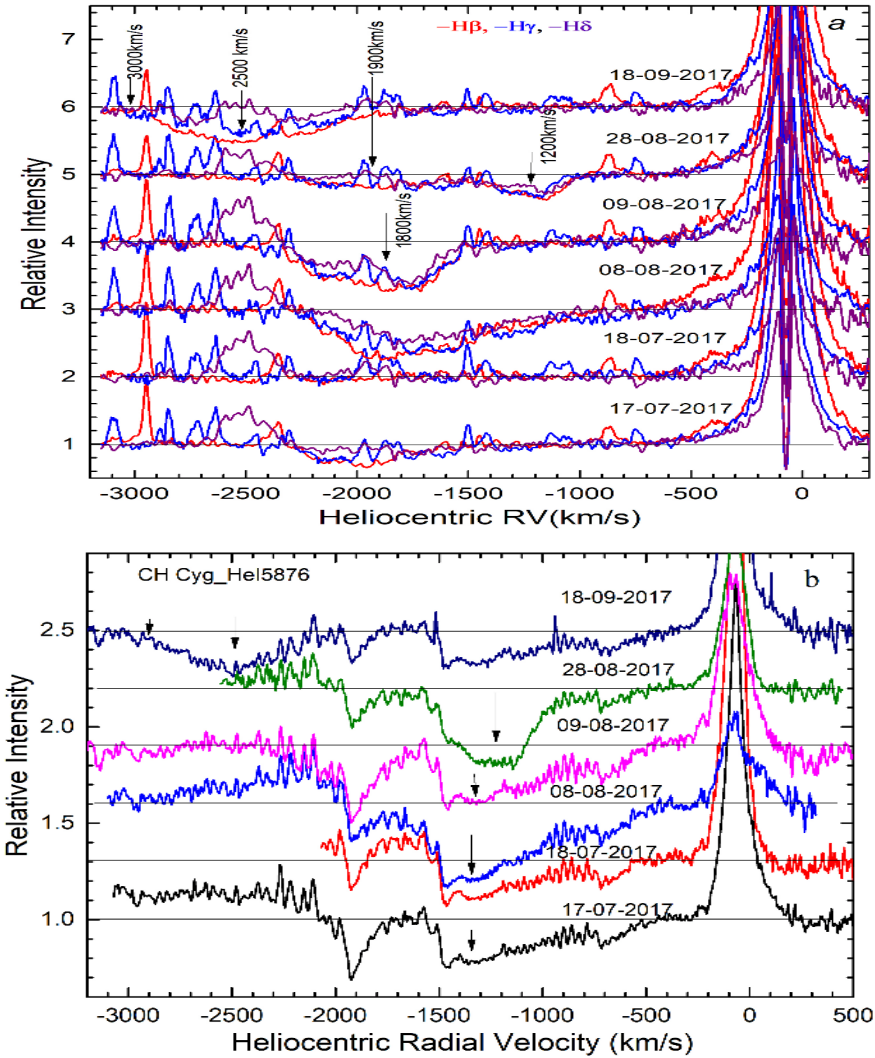 −Hβ, −Hγ, −Hδ
a
3000km/s
2500 km/s
1900km/s
1200km/s
1800km/s
18-09-2017
28-08-2017
09-08-2017
08-08-2017
18-07-2017
17-07-2017
7
6
5
4
3
2
1
Relative Intensity
-3000 -2500 -2000 -1500 -1000 -500 0
Heliocentric RV(km/s)
CH Cyg_HeI5876
b
18-09-2017
28-08-2017
09-08-2017
08-08-2017
18-07-2017
17-07-2017
2.5
2.0
1.5
1.0
Relative Intensity
-3000 -2500 -2000 -1500 -1000 -500 0 500
Heliocentric Radial Velocity (km/s)